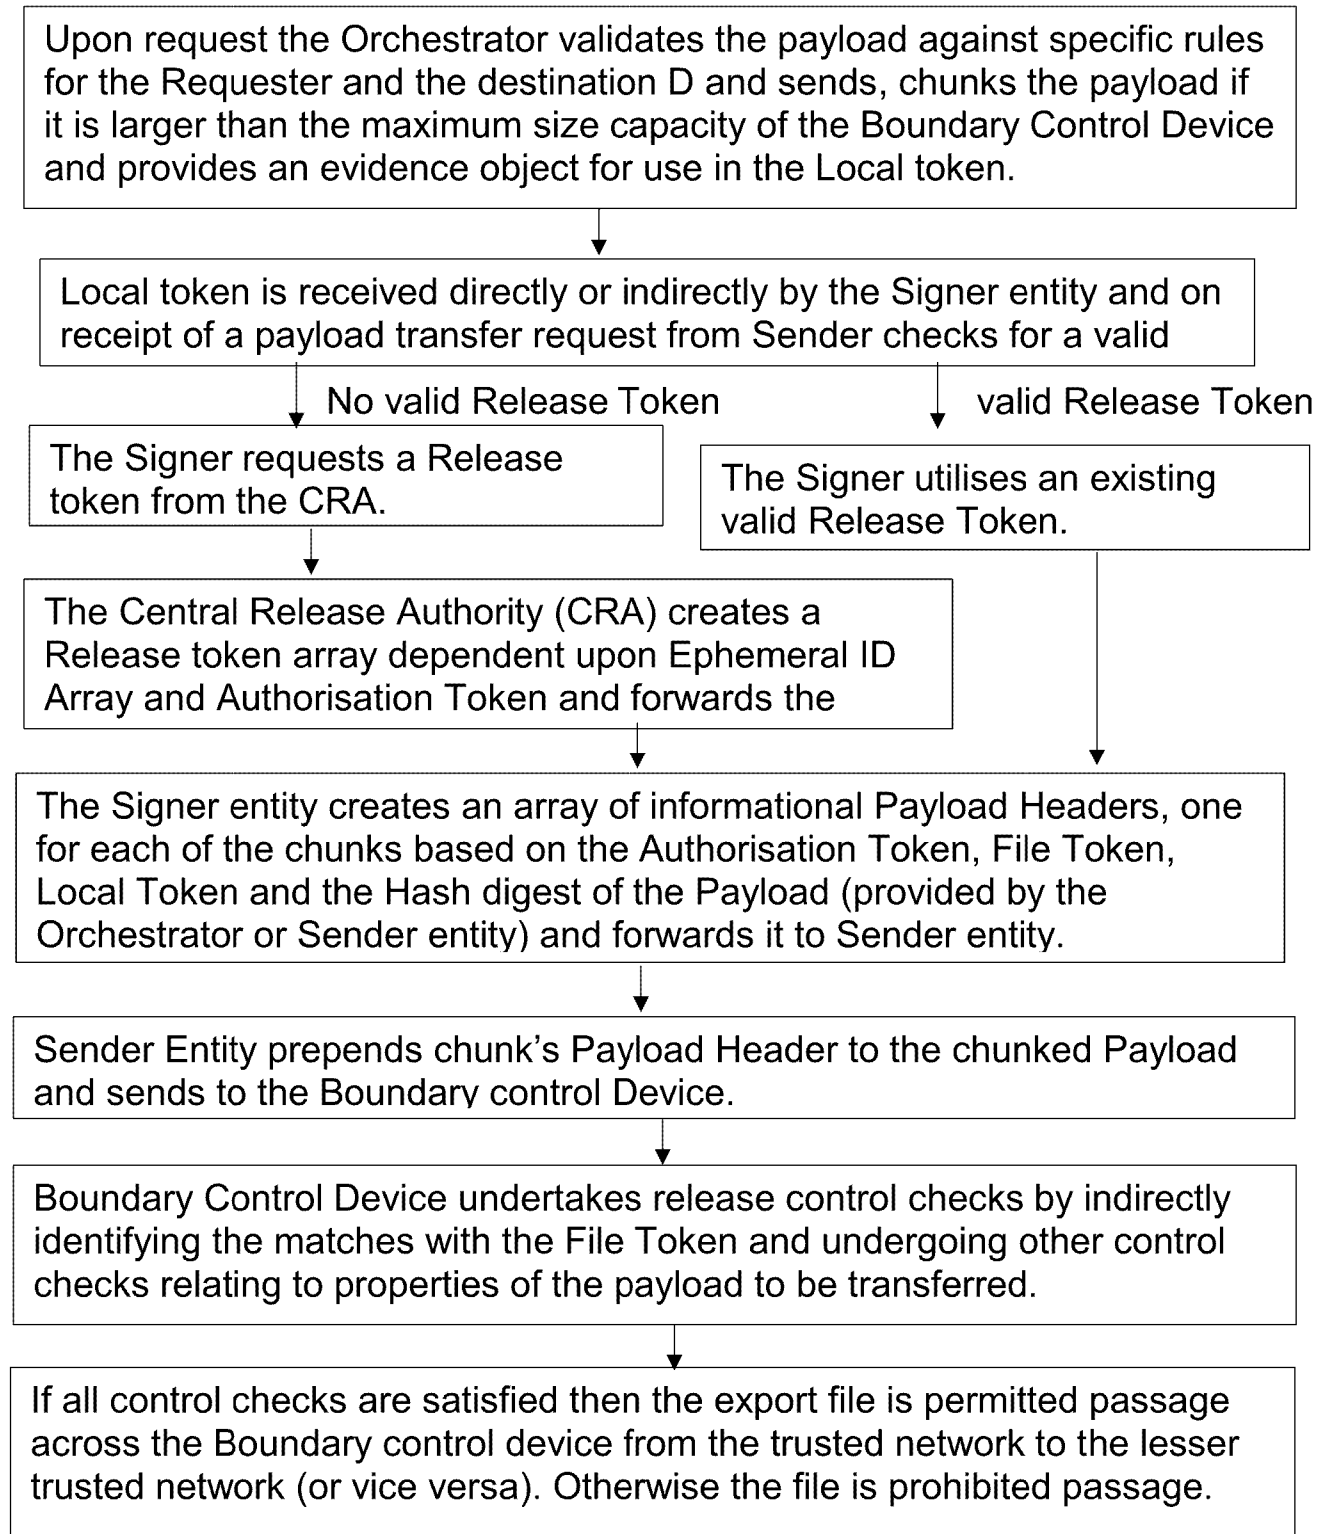 Upon request the Orchestrator validates the payload against specific rules
for the Requester and the destination D and sends, chunks the payload if
it is larger than the maximum size capacity of the Boundary Control Device
and provides an evidence object for use in the Local token.
Local token is received directly or indirectly by the Signer entity and on
receipt of a payload transfer request from Sender checks for a valid
No valid Release Token
valid Release Token
The Signer requests a Release
token from the CRA.
The Signer utilises an existing
valid Release Token.
The Central Release Authority (CRA) creates a
Release token array dependent upon Ephemeral ID
Array and Authorisation Token and forwards the
The Signer entity creates an array of informational Payload Headers, one
for each of the chunks based on the Authorisation Token, File Token,
Local Token and the Hash digest of the Payload (provided by the
Orchestrator or Sender entity) and forwards it to Sender entity.
Sender Entity prepends chunk's Payload Header to the chunked Payload
and sends to the Boundary control Device.
Boundary Control Device undertakes release control checks by indirectly
identifying the matches with the File Token and undergoing other control
checks relating to properties of the payload to be transferred.
If all control checks are satisfied then the export file is permitted passage
across the Boundary control device from the trusted network to the lesser
trusted network (or vice versa). Otherwise the file is prohibited passage.